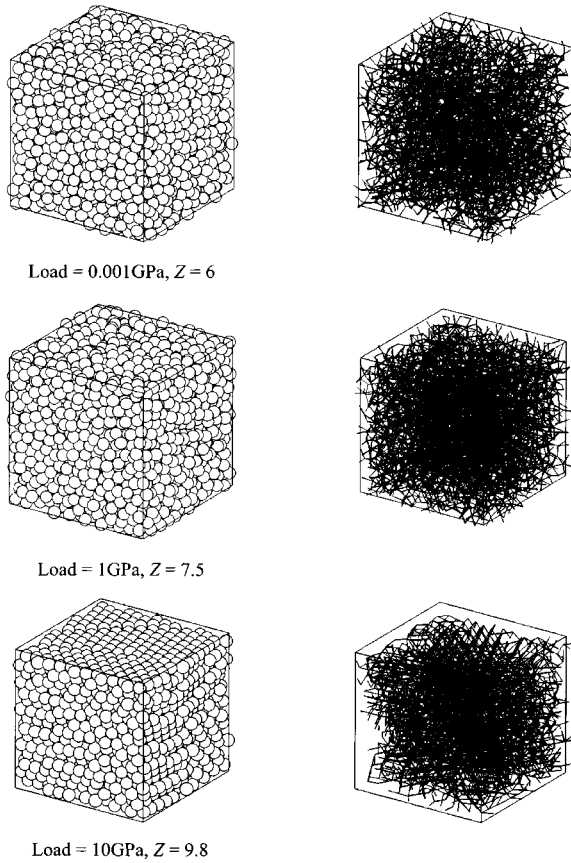 Load = 0.001GPa, Z = 6
Load = 1GPa, Z = 7.5
Load = 10GPa, Z = 9.8